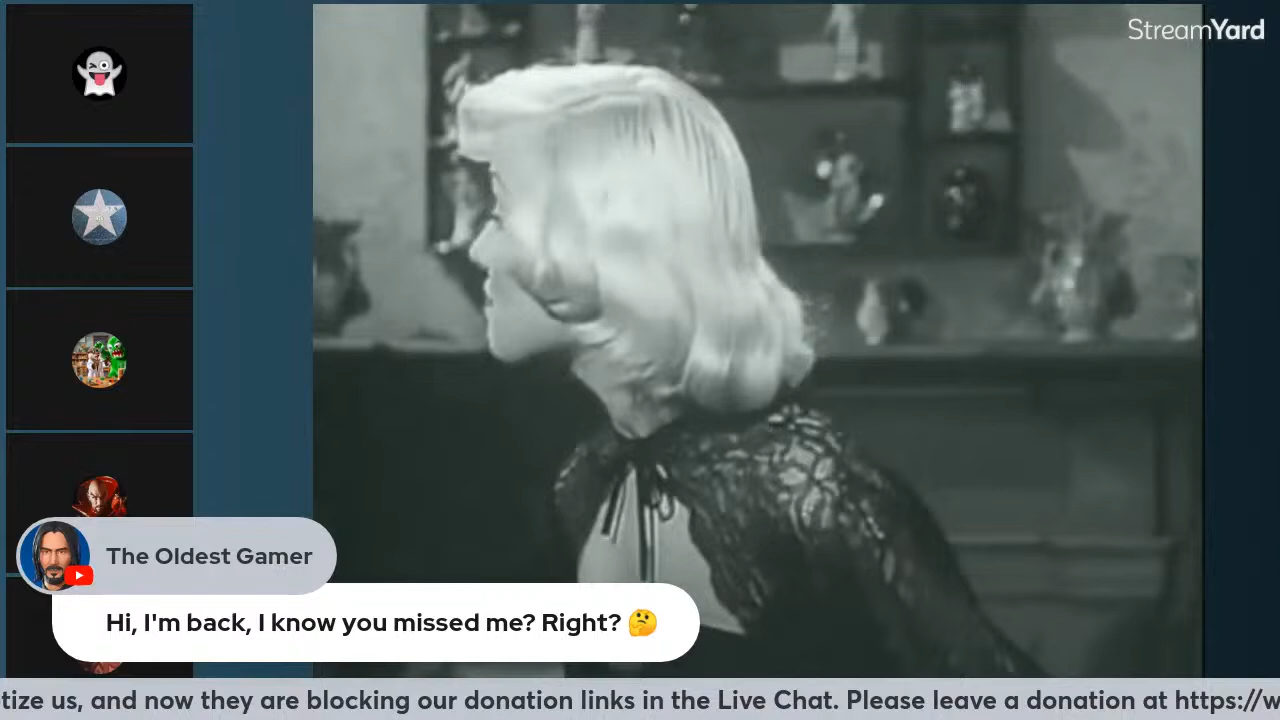 StreamYard
The Oldest Gamer
Hi, I'm back, I know you missed me? Right? 🤔
tize us, and now they are blocking our donation links in the Live Chat. Please leave a donation at https://w